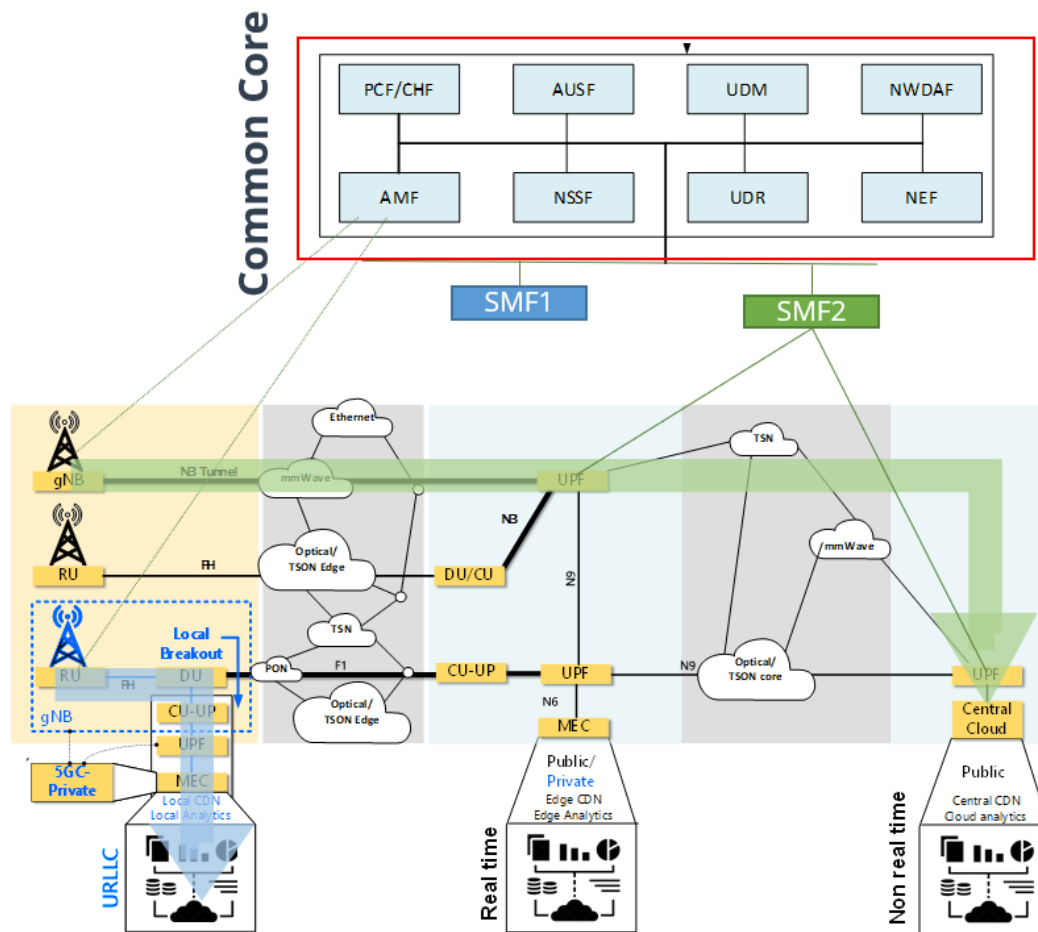 Common Core
PCF/CHF
AUSF
UDM
NWDAF
AMF
NSSF
UDR
NEF
SMF1
SMF2
Ethernet
TSN
gNB
N3 Tunnel
mmWave
UPF
N3
/mmWave
Optical/
TSON Edge
RU
FH
DU/CU
N9
Local
Breakout
TSN
PON
F1
RU
FH
DU
CU-UP
UPF
N9
Optical/
TSON core
UPF
gNB
CU-UP
Optical/
TSON Edge
N6
MEC
Central
Cloud
UPF
5GC-
Private
MEC
Public/
Private
Public
Local CDN
Local Analytics
Edge CDN
Edge Analytics
Central CDN
Cloud analytics
URLLC
Real time
Non real time